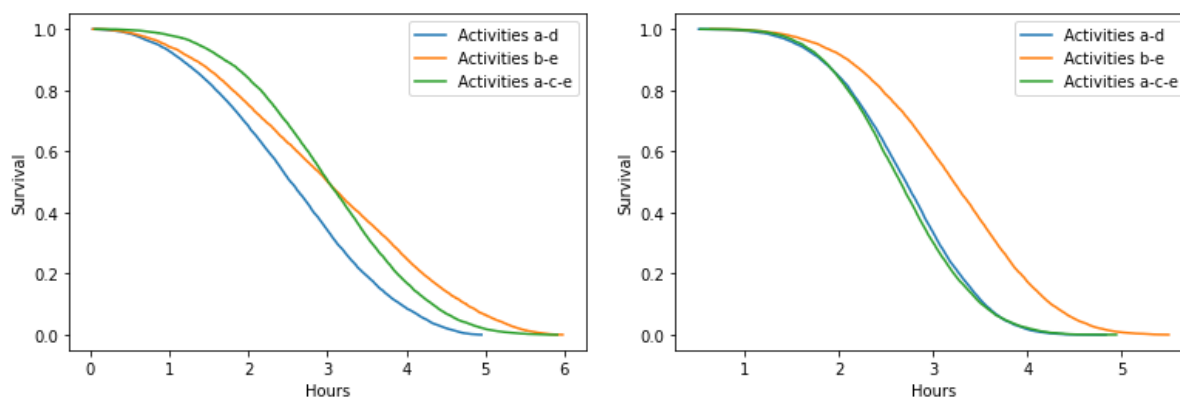 1.0
0.8
0.6
0.4
0.2
0.0
Survival
0 1 2 3 4 5 6
Hours
Activities a-d
Activities b-e
Activities a-c-e
1.0
0.8
0.6
0.4
0.2
0.0
Survival
1 2 3 4 5
Hours
Activities a-d
Activities b-e
Activities a-c-e